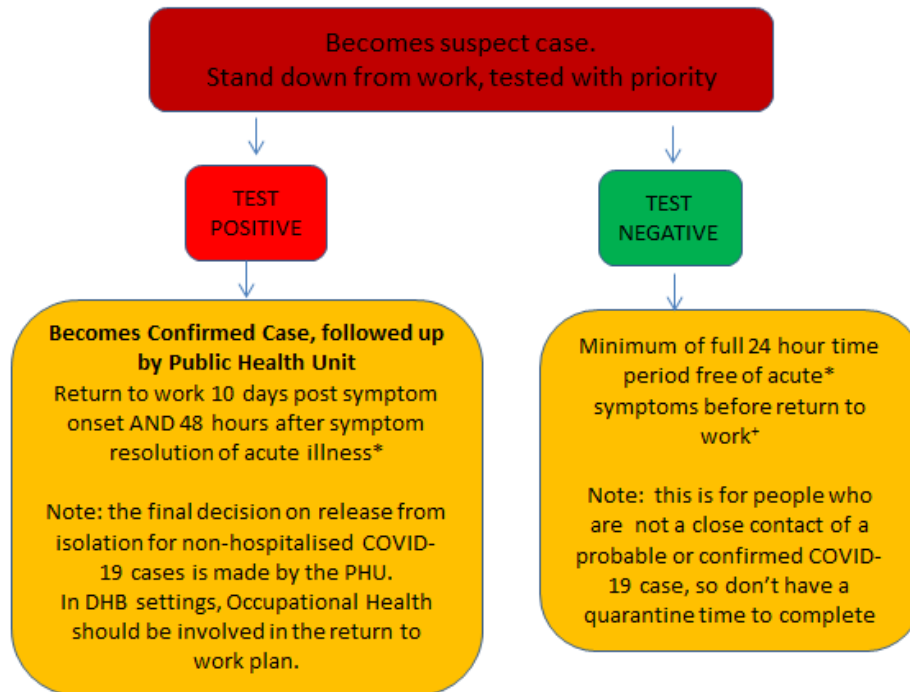 Becomes suspect case.
Stand down from work, tested with priority
TEST
POSITIVE
TEST
NEGATIVE
Becomes Confirmed Case, followed up
by Public Health Unit
Return to work 10 days post symptom
onset AND 48 hours after symptom
resolution of acute illness*
Note: the final decision on release from
isolation for non-hospitalised COVID-
19 cases is made by the PHU.
In DHB settings, Occupational Health
should be involved in the return to
work plan.
Minimum of full 24 hour time
period free of acute*
symptoms before return to
work⁺
Note: this is for people who
are not a close contact of a
probable or confirmed COVID-
19 case, so don’t have a
quarantine time to complete